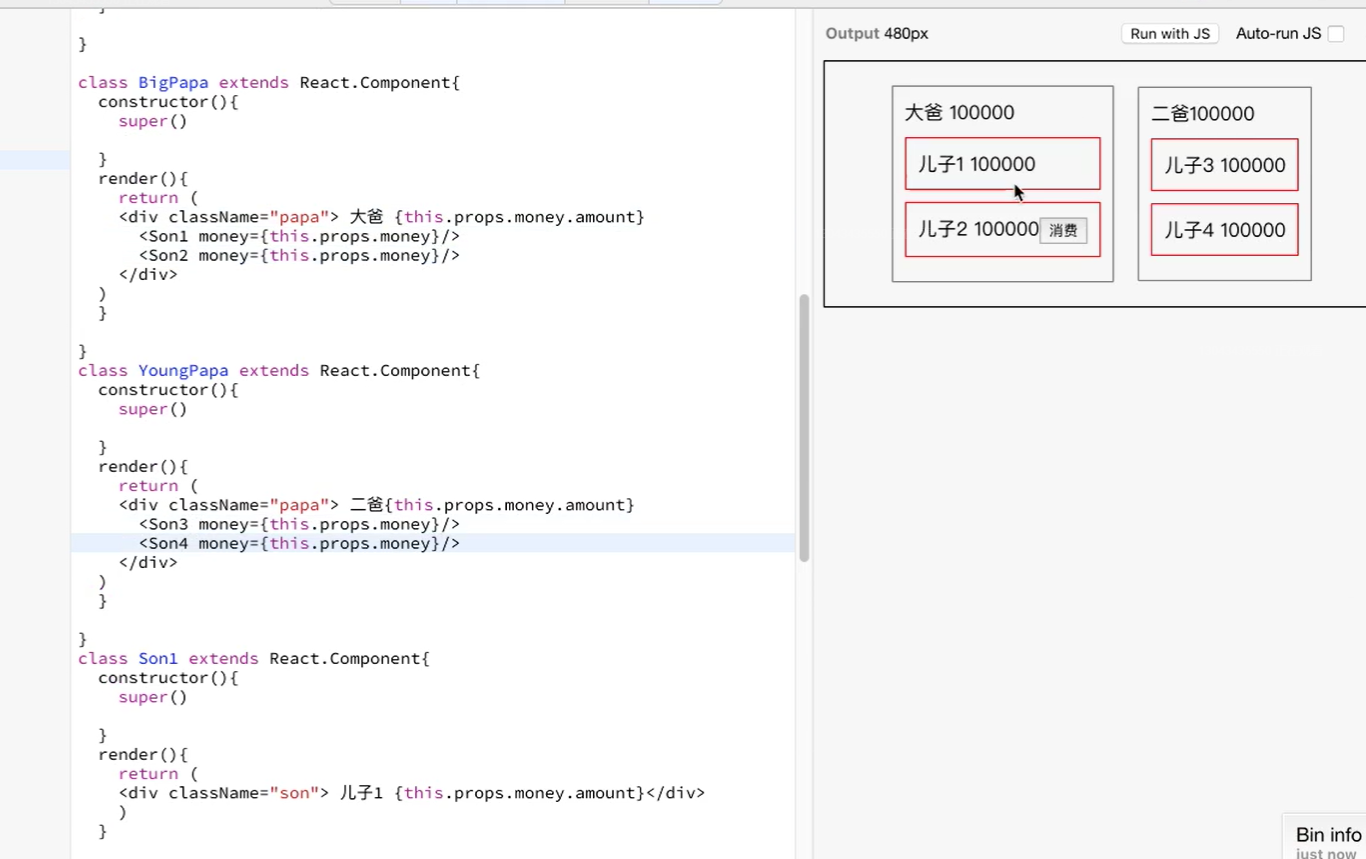 }
class BigPapa extends React.Component{
constructor(){
super()
}
render(){
return (
<div className="papa"> 大爸 {this.props.money.amount}
<Son1 money={this.props.money}/>
<Son2 money={this.props.money}/>
</div>
)
}
}
class YoungPapa extends React.Component{
constructor(){
super()
}
render(){
return (
<div className="papa"> 二爸{this.props.money.amount}
<Son3 money={this.props.money}/>
<Son4 money={this.props.money}/>
</div>
)
}
}
class Son1 extends React.Component{
constructor(){
super()
}
render(){
return (
<div className="son"> 儿子1 {this.props.money.amount}</div>
)
}
Output 480px
Run with JS
Auto-run JS
大爸 100000
儿子1 100000
儿子2 100000 消费
二爸100000
儿子3 100000
儿子4 100000
Bin info
just now